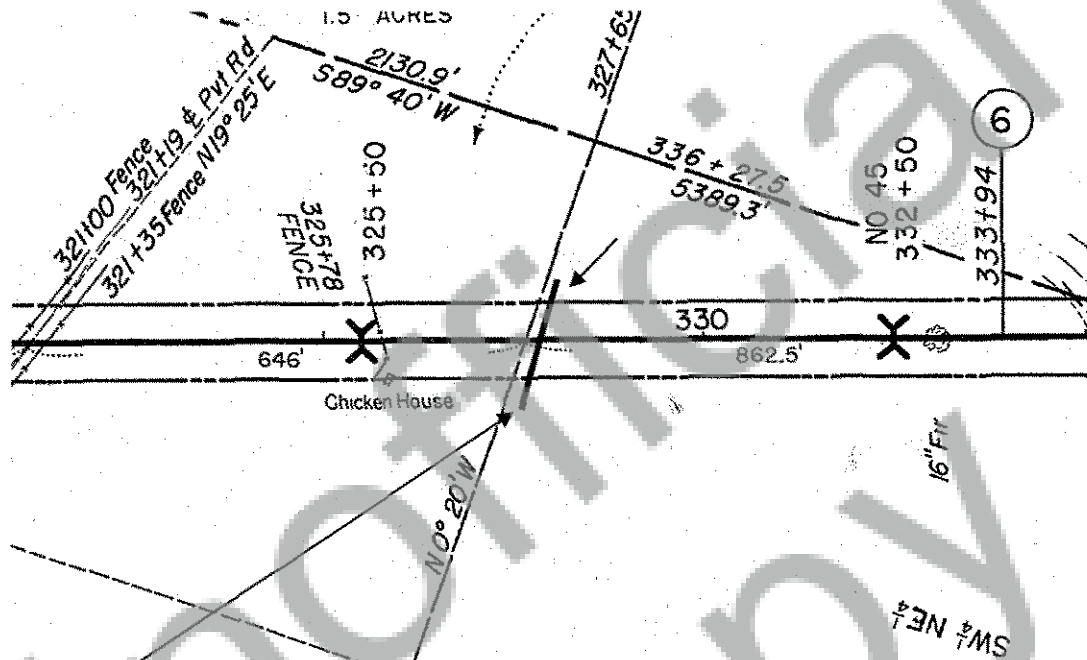 1.5 ACRES
2130.9'
S89° 40' W
327+65
321+00 Fence
321+19 ℄ Pvt Rd
321+35 Fence N19° 25' E
325+50
325+78
FENCE
336 + 27.5
5389.3'
NO 45
332 + 50
333+94
6
330
646'
862.5'
Chicken House
N 0° 20' W
16" Fir
SW¼ NE¼